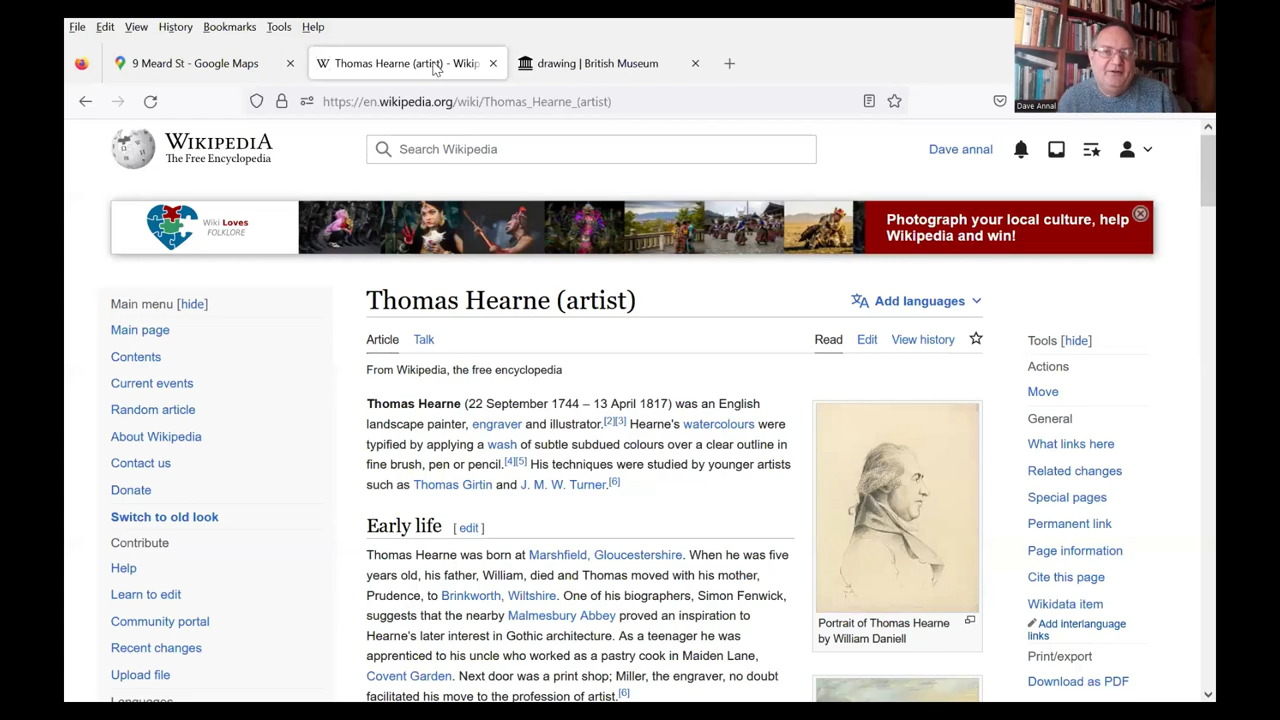 File Edit View History Bookmarks Tools Help
9 Meard St - Google Maps
Thomas Hearne (artist) - Wikip
drawing | British Museum
https://en.wikipedia.org/wiki/Thomas_Hearne_(artist)
Dave Annal
WIKIPEDIA
The Free Encyclopedia
Search Wikipedia
Dave annal
Wiki Loves
FOLKLORE
Photograph your local culture, help
Wikipedia and win!
Main menu [hide]
Main page
Contents
Current events
Random article
About Wikipedia
Contact us
Donate
Switch to old look
Contribute
Help
Learn to edit
Community portal
Recent changes
Upload file
Languages
Thomas Hearne (artist)
Add languages
Article Talk
Read Edit View history
From Wikipedia, the free encyclopedia
Thomas Hearne (22 September 1744 – 13 April 1817) was an English
landscape painter, engraver and illustrator.[2][3] Hearne's watercolours were
typified by applying a wash of subtle subdued colours over a clear outline in
fine brush, pen or pencil.[4][5] His techniques were studied by younger artists
such as Thomas Girtin and J. M. W. Turner.[6]
Early life [ edit ]
Thomas Hearne was born at Marshfield, Gloucestershire. When he was five
years old, his father, William, died and Thomas moved with his mother,
Prudence, to Brinkworth, Wiltshire. One of his biographers, Simon Fenwick,
suggests that the nearby Malmesbury Abbey proved an inspiration to
Hearne's later interest in Gothic architecture. As a teenager he was
apprenticed to his uncle who worked as a pastry cook in Maiden Lane,
Covent Garden. Next door was a print shop; Miller, the engraver, no doubt
facilitated his move to the profession of artist.[6]
Portrait of Thomas Hearne
by William Daniell
Tools [hide]
Actions
Move
General
What links here
Related changes
Special pages
Permanent link
Page information
Cite this page
Wikidata item
Add interlanguage
links
Print/export
Download as PDF